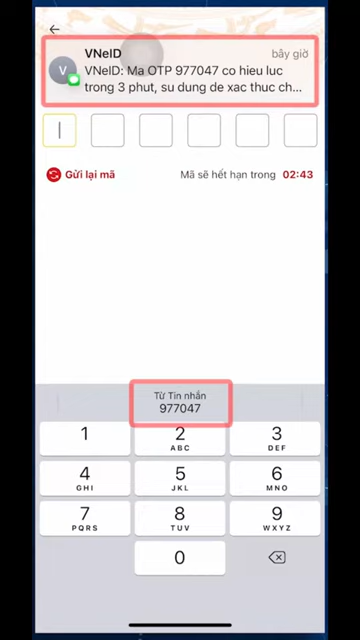 VNeID
bây giờ
V
VNeID: Ma OTP 977047 co hieu luc
trong 3 phut, su dung de xac thuc ch...
Gửi lại mã
Mã sẽ hết hạn trong 02:43
Từ Tin nhắn
977047
1
2
ABC
3
DEF
4
GHI
5
JKL
6
MNO
7
PQRS
8
TUV
9
WXYZ
0